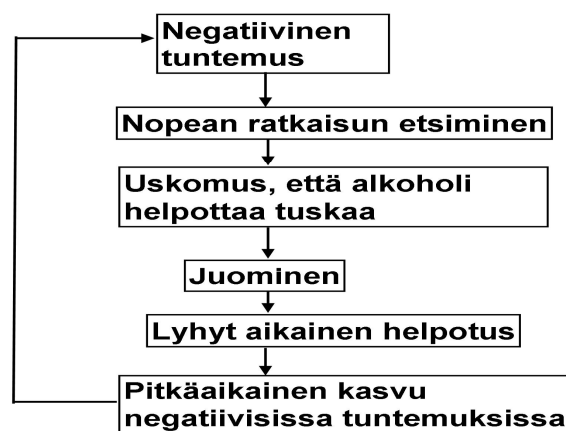 Negatiivinen
tuntemus
Nopean ratkaisun etsiminen
Uskomus, että alkoholi
helpottaa tuskaa
Juominen
Lyhyt aikainen helpotus
Pitkäaikainen kasvu
negatiivisissa tuntemuksissa